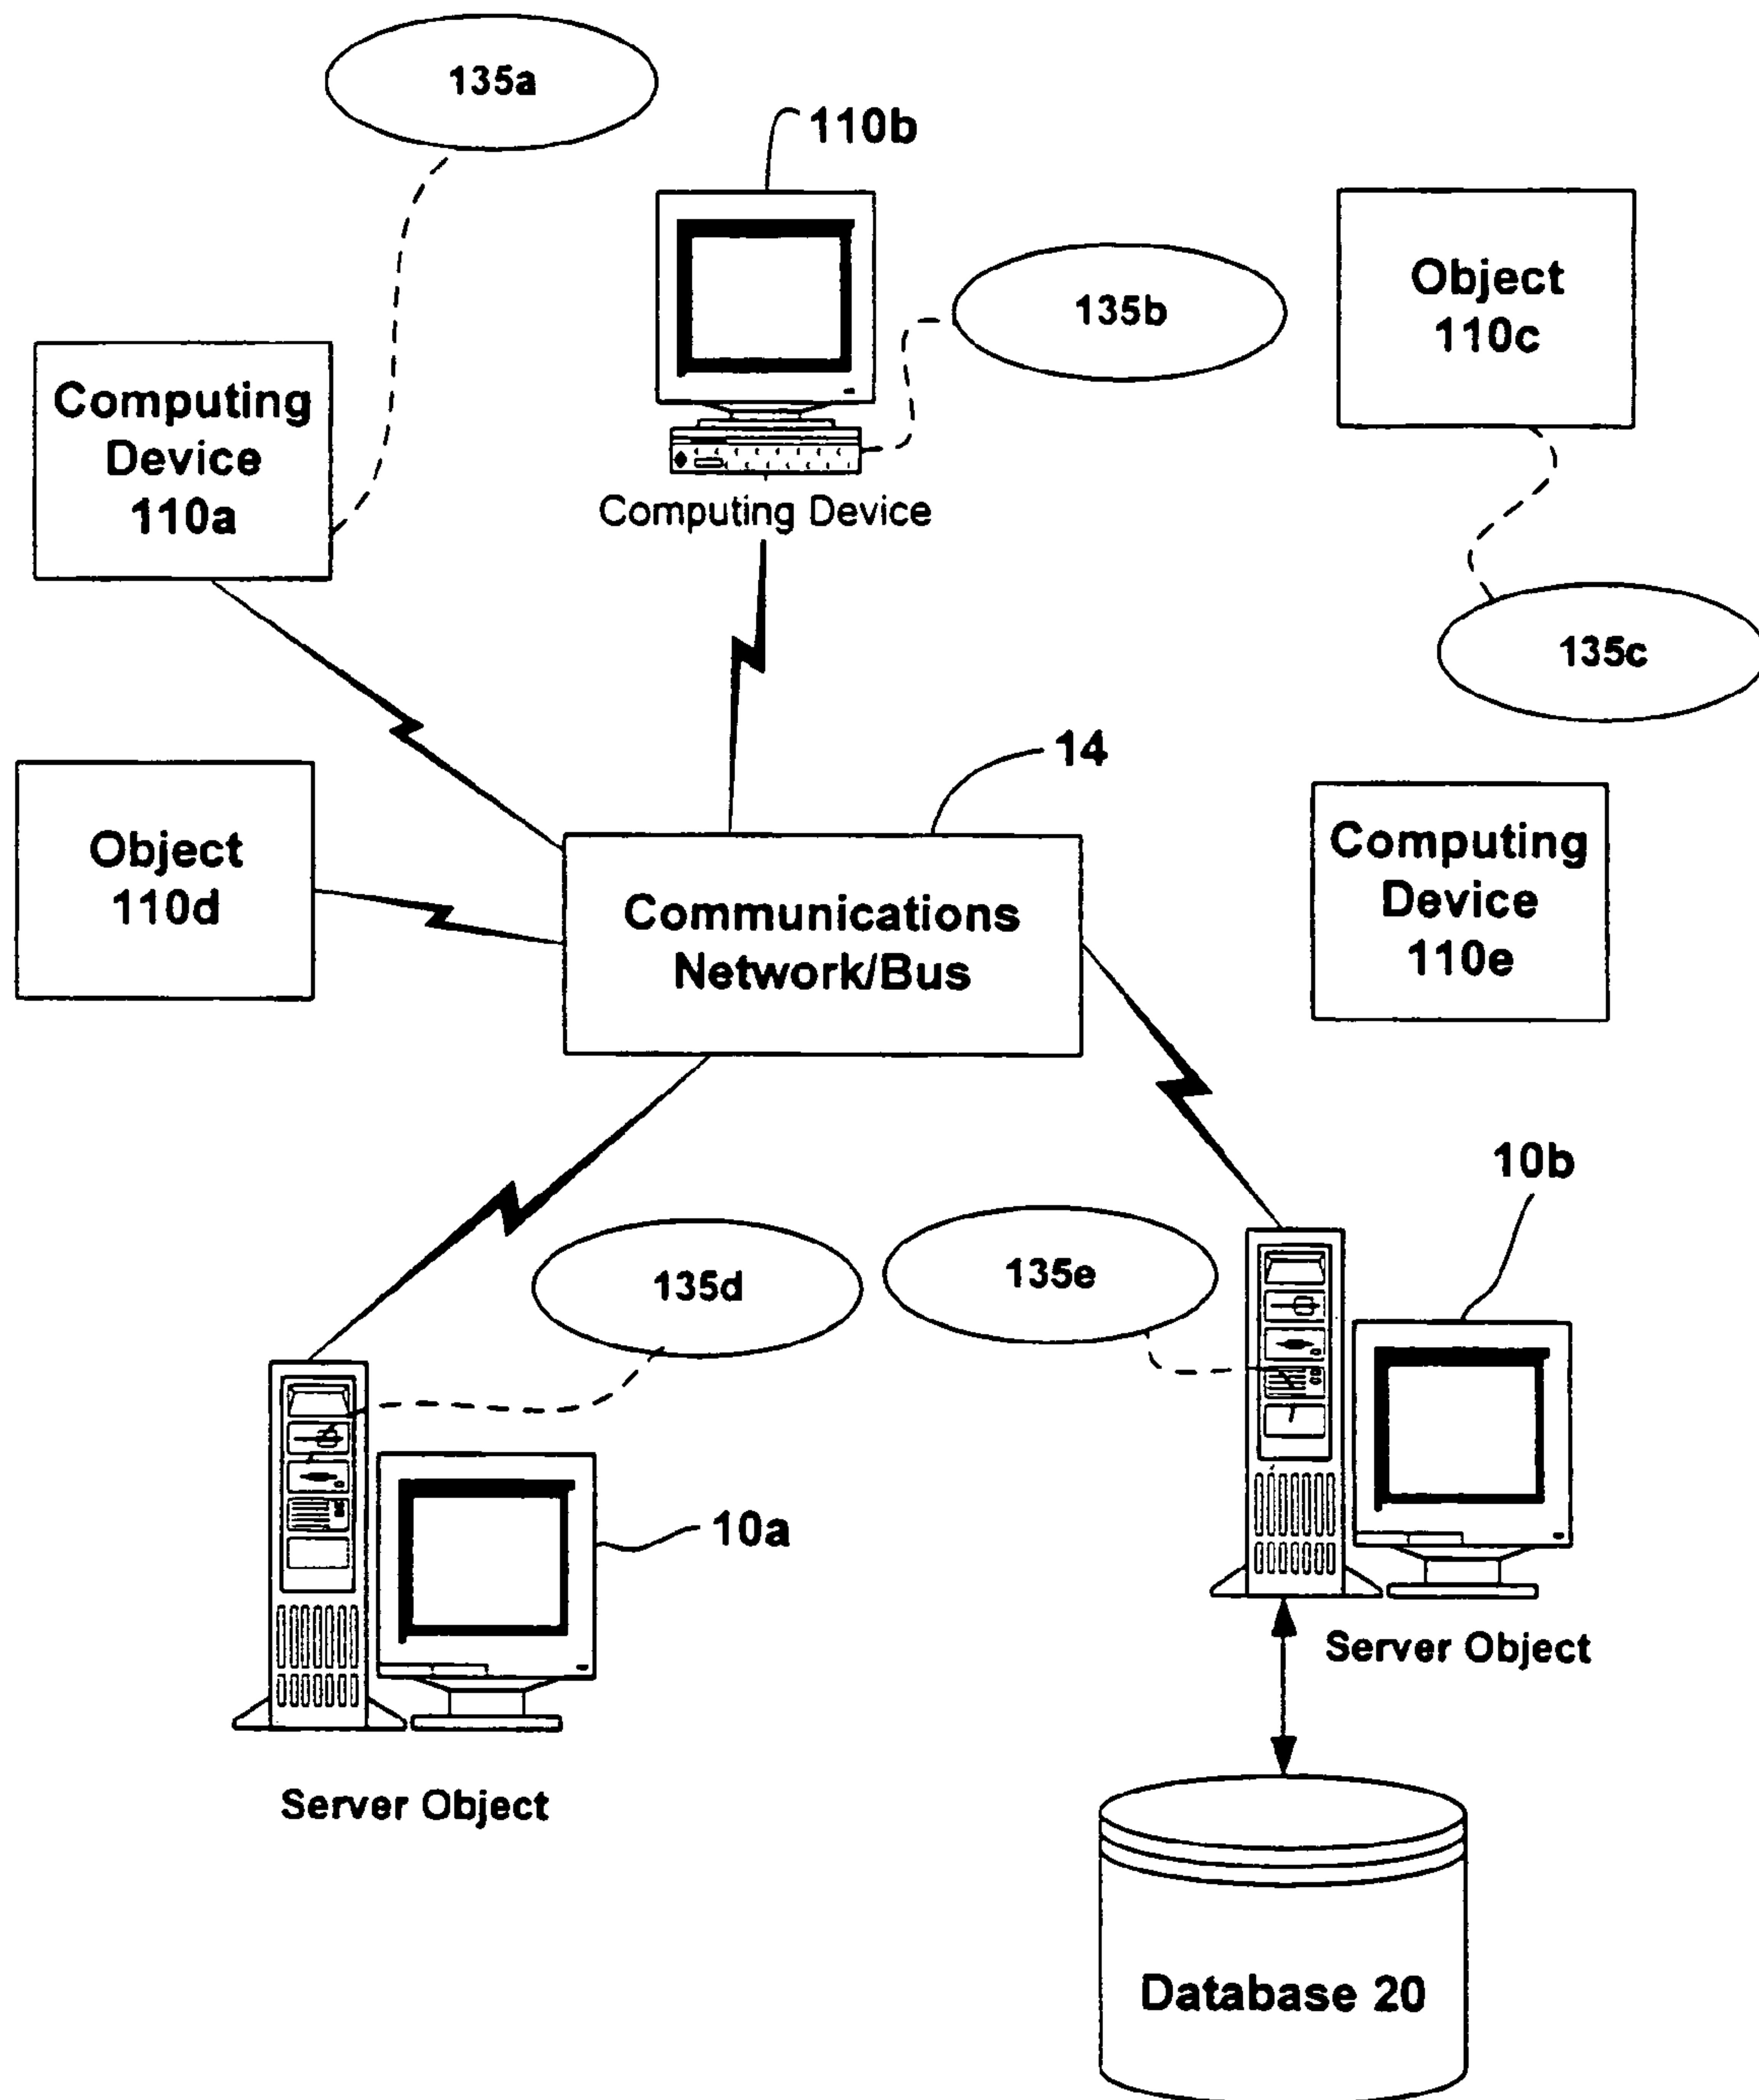 135a
110b
135b
Object
110c
Computing
Device
110a
Computing Device
135c
14
Object
110d
Communications
Network/Bus
Computing
Device
110e
10b
135d
135e
10a
Server Object
Server Object
Database 20